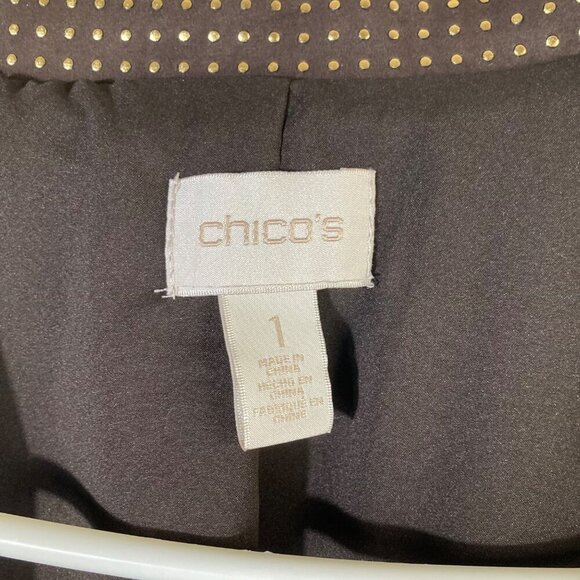 chico's
1
MADE IN
CHINA
HECHO EN
CHINA
FABRIQUÉ EN
CHINE